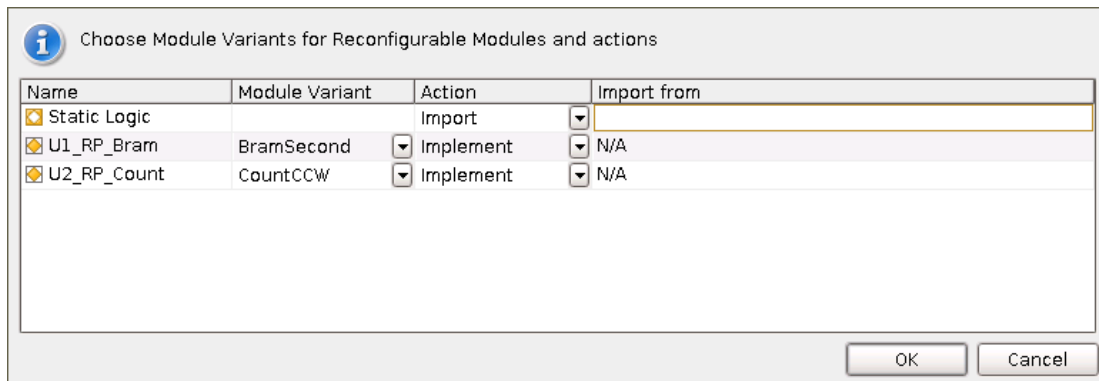 Choose Module Variants for Reconfigurable Modules and actions
Name Module Variant Action Import from
Static Logic Import
U1_RP_Bram BramSecond Implement N/A
U2_RP_Count CountCCW Implement N/A
OK Cancel